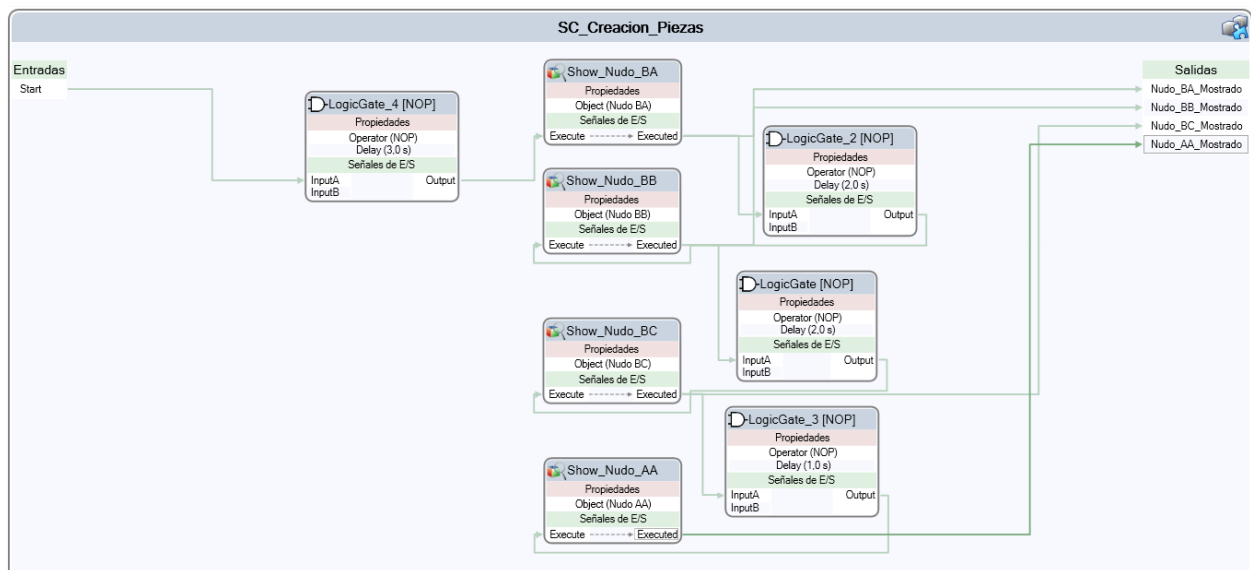 SC_Creacion_Piezas
Entradas
Start
LogicGate_4 [NOP]
Propiedades
Operator (NOP)
Delay (3,0 s)
Señales de E/S
InputA Output
InputB
Show_Nudo_BA
Propiedades
Object (Nudo BA)
Señales de E/S
Execute Executed
Show_Nudo_BB
Propiedades
Object (Nudo BB)
Señales de E/S
Execute Executed
LogicGate_2 [NOP]
Propiedades
Operator (NOP)
Delay (2,0 s)
Señales de E/S
InputA Output
InputB
LogicGate [NOP]
Propiedades
Operator (NOP)
Delay (2,0 s)
Señales de E/S
InputA Output
InputB
Show_Nudo_BC
Propiedades
Object (Nudo BC)
Señales de E/S
Execute Executed
LogicGate_3 [NOP]
Propiedades
Operator (NOP)
Delay (1,0 s)
Señales de E/S
InputA Output
InputB
Show_Nudo_AA
Propiedades
Object (Nudo AA)
Señales de E/S
Execute Executed
Salidas
Nudo_BA_Mostrado
Nudo_BB_Mostrado
Nudo_BC_Mostrado
Nudo_AA_Mostrado